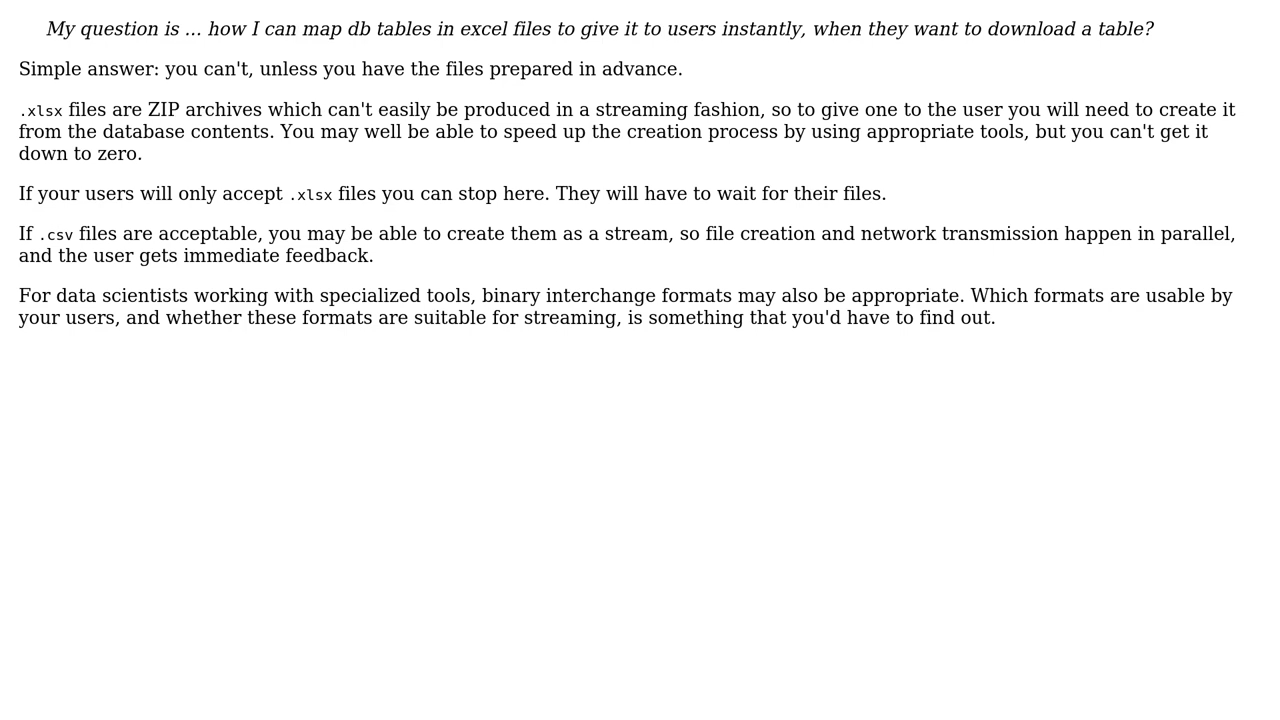 My question is ... how I can map db tables in excel files to give it to users instantly, when they want to download a table?
Simple answer: you can't, unless you have the files prepared in advance.
.xlsx files are ZIP archives which can't easily be produced in a streaming fashion, so to give one to the user you will need to create it
from the database contents. You may well be able to speed up the creation process by using appropriate tools, but you can't get it
down to zero.
If your users will only accept .xlsx files you can stop here. They will have to wait for their files.
If .csv files are acceptable, you may be able to create them as a stream, so file creation and network transmission happen in parallel,
and the user gets immediate feedback.
For data scientists working with specialized tools, binary interchange formats may also be appropriate. Which formats are usable by
your users, and whether these formats are suitable for streaming, is something that you'd have to find out.